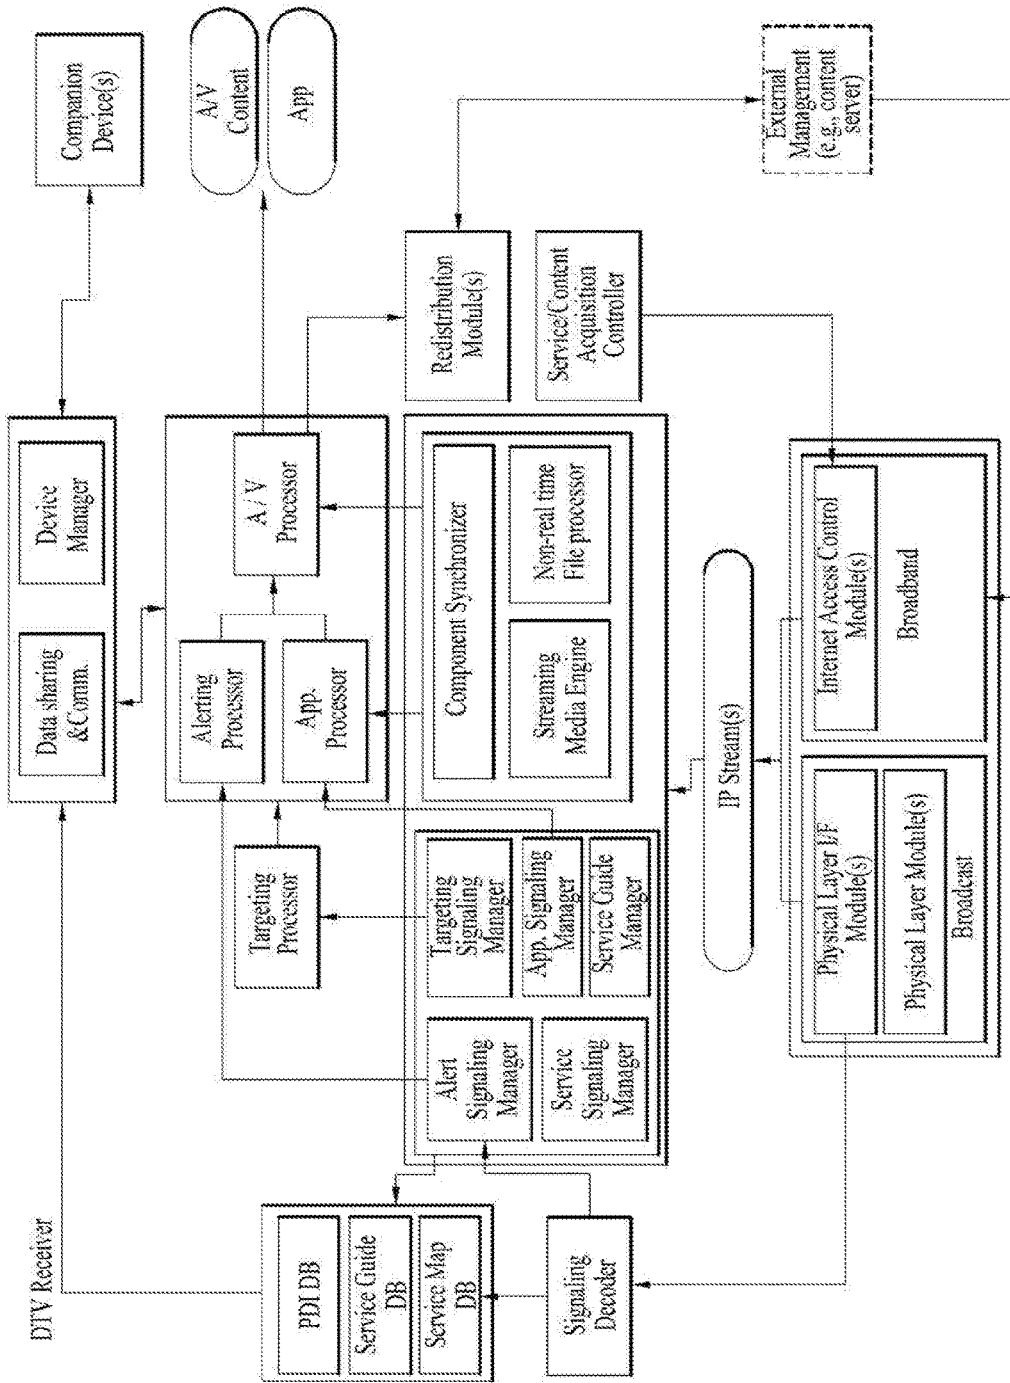 DTV Receiver
PDI DB
Service Guide
DB
Service Map
DB
Signaling
Decoder
Data sharing
&Comm.
Device
Manager
Companion
Device(s)
Targeting
Processor
Alerting
Processor
App.
Processor
A / V
Processor
A/V
Content
App
Alert
Signaling
Manager
Service
Signaling
Manager
Targeting
Signaling
Manager
App. Signaling
Manager
Service Guide
Manager
Component Synchronizer
Streaming
Media Engine
Non-real time
File processor
Redistribution
Module(s)
Service/Content
Acquisition
Controller
IP Stream(s)
Physical Layer I/F
Module(s)
Physical Layer Module(s)
Broadcast
Internet Access Control
Module(s)
Broadband
External
Management
(e.g., content
server)